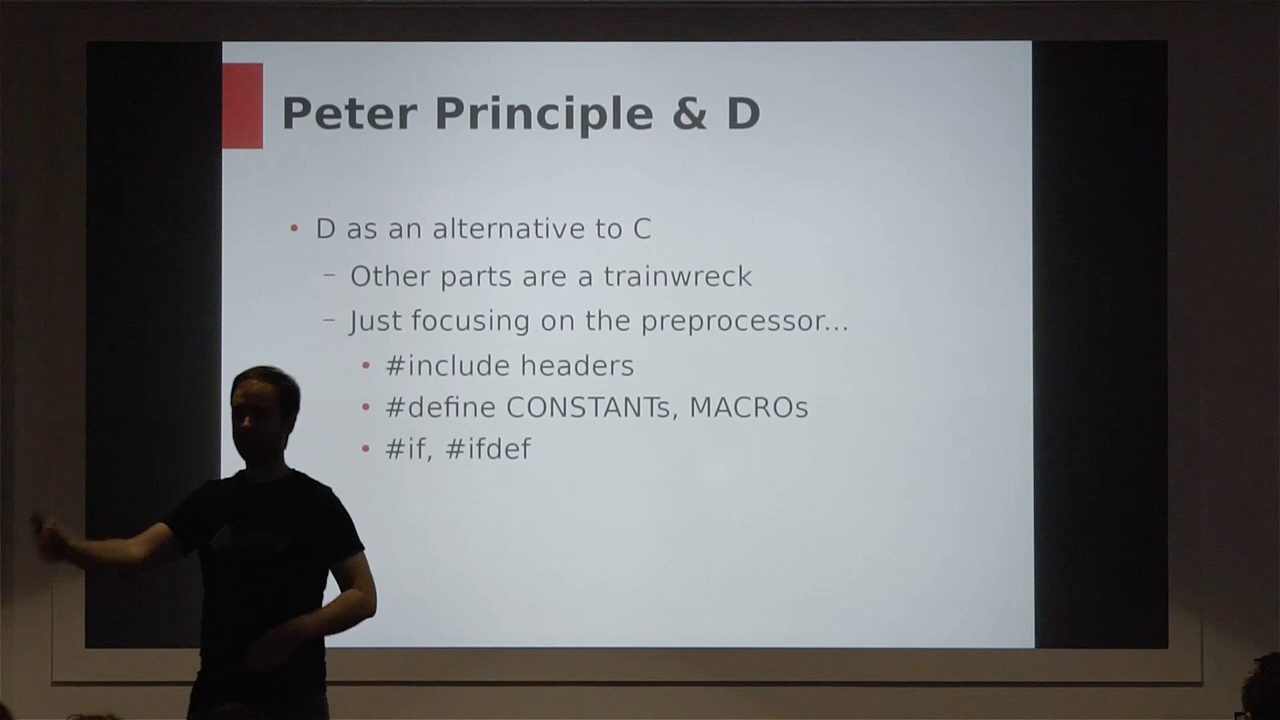 Peter Principle & D
• D as an alternative to C
– Other parts are a trainwreck
– Just focusing on the preprocessor...
• #include headers
• #define CONSTANTs, MACROs
• #if, #ifdef